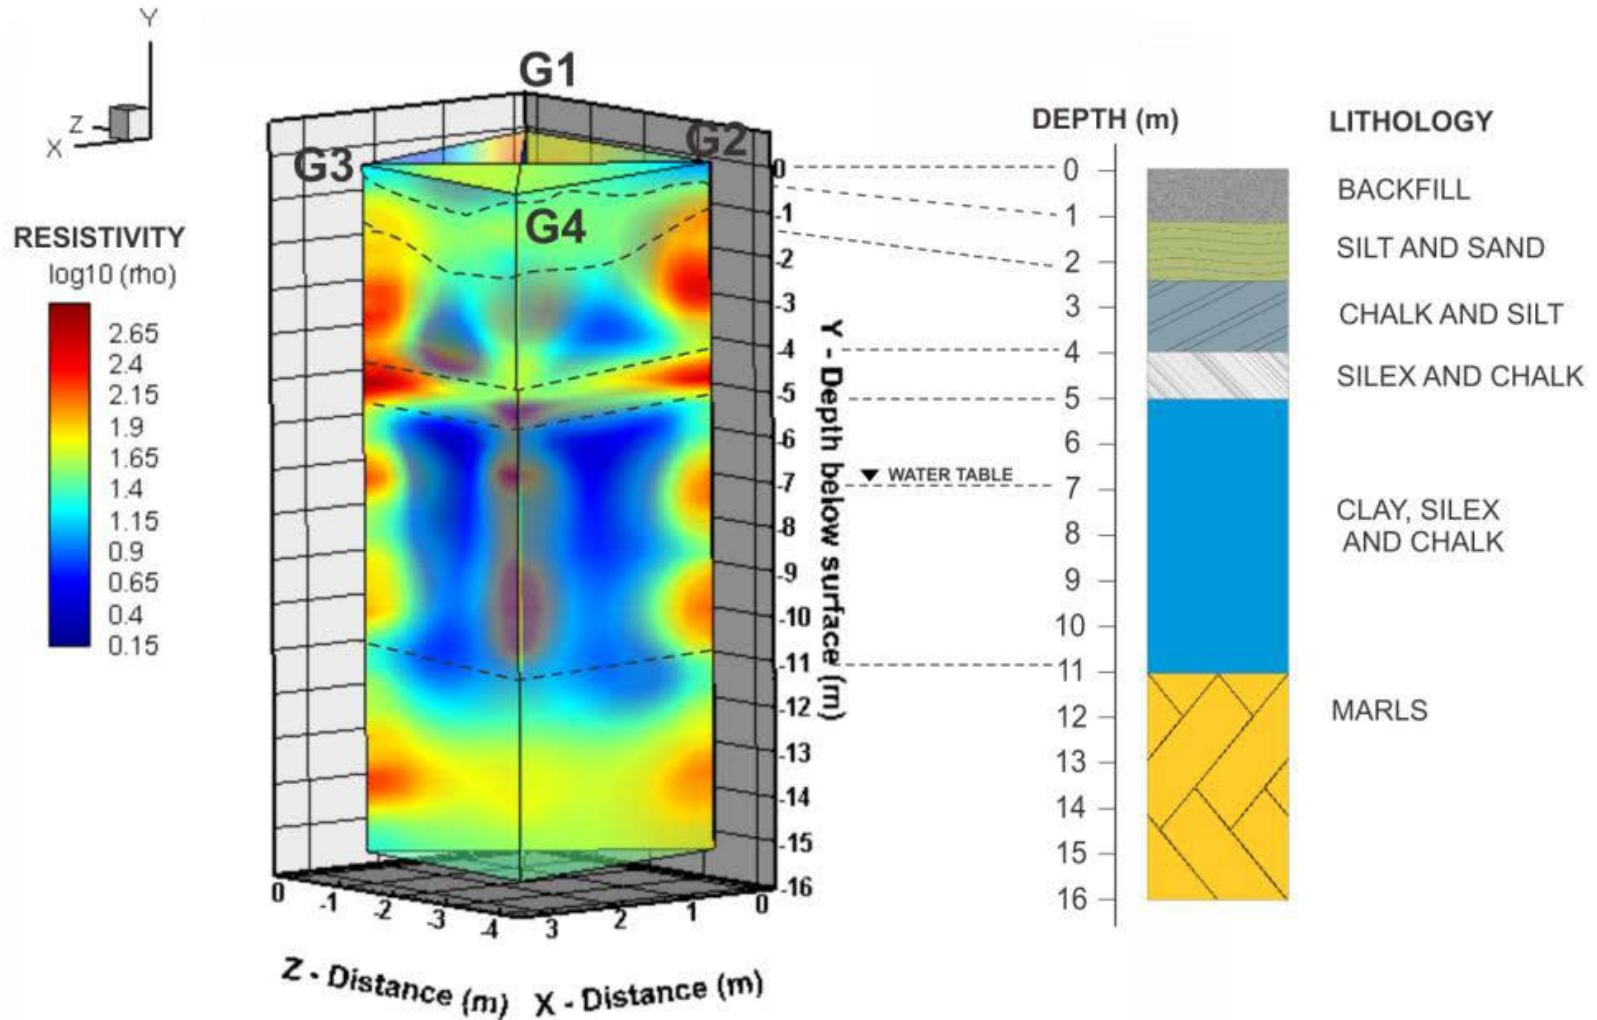 Y
Z
X
G1
G2
G3
G4
RESISTIVITY
log10 (rho)
2.65
2.4
2.15
1.9
1.65
1.4
1.15
0.9
0.65
0.4
0.15
0
-1
-2
-3
-4
-5
-6
-7
-8
-9
-10
-11
-12
-13
-14
-15
-16
Y - Depth below surface (m)
0
-1
-2
-3
-4
3
2
1
0
Z - Distance (m)
X - Distance (m)
WATER TABLE
DEPTH (m)
0
1
2
3
4
5
6
7
8
9
10
11
12
13
14
15
16
LITHOLOGY
BACKFILL
SILT AND SAND
CHALK AND SILT
SILEX AND CHALK
CLAY, SILEX
AND CHALK
MARLS